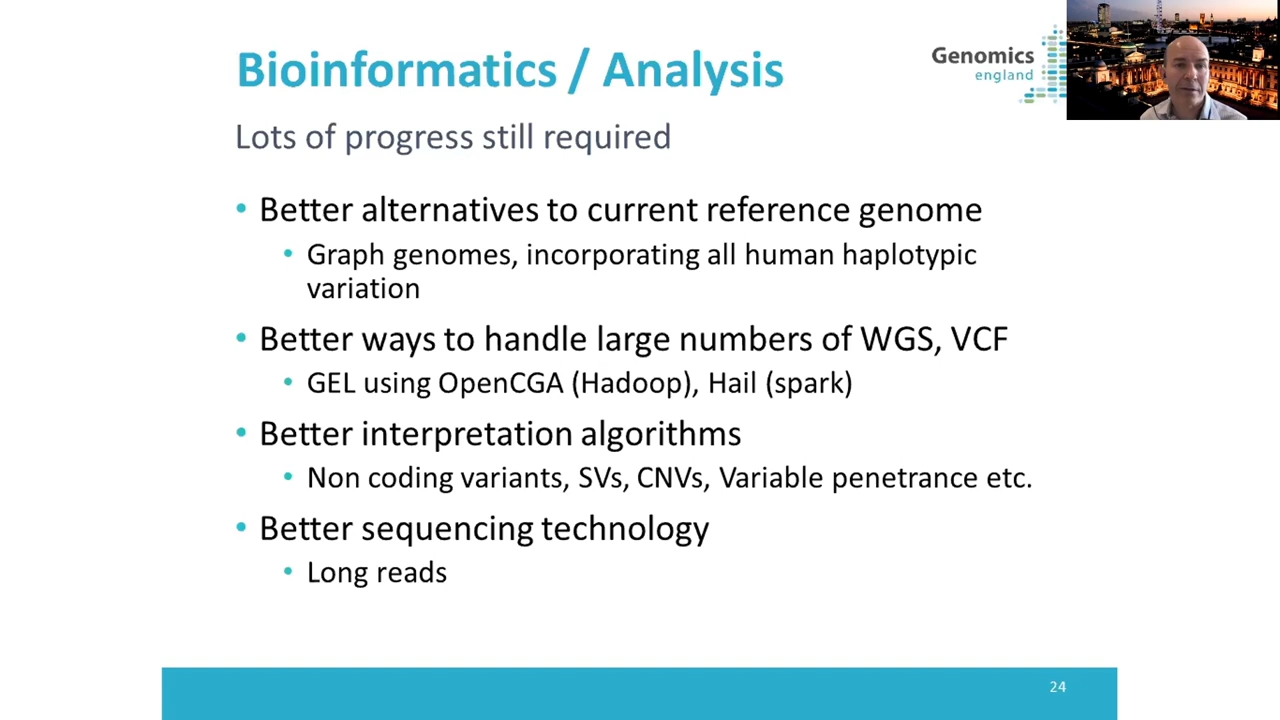 Bioinformatics / Analysis
Genomics
england
Lots of progress still required
• Better alternatives to current reference genome
• Graph genomes, incorporating all human haplotypic
variation
• Better ways to handle large numbers of WGS, VCF
• GEL using OpenCGA (Hadoop), Hail (spark)
• Better interpretation algorithms
• Non coding variants, SVs, CNVs, Variable penetrance etc.
• Better sequencing technology
• Long reads
24